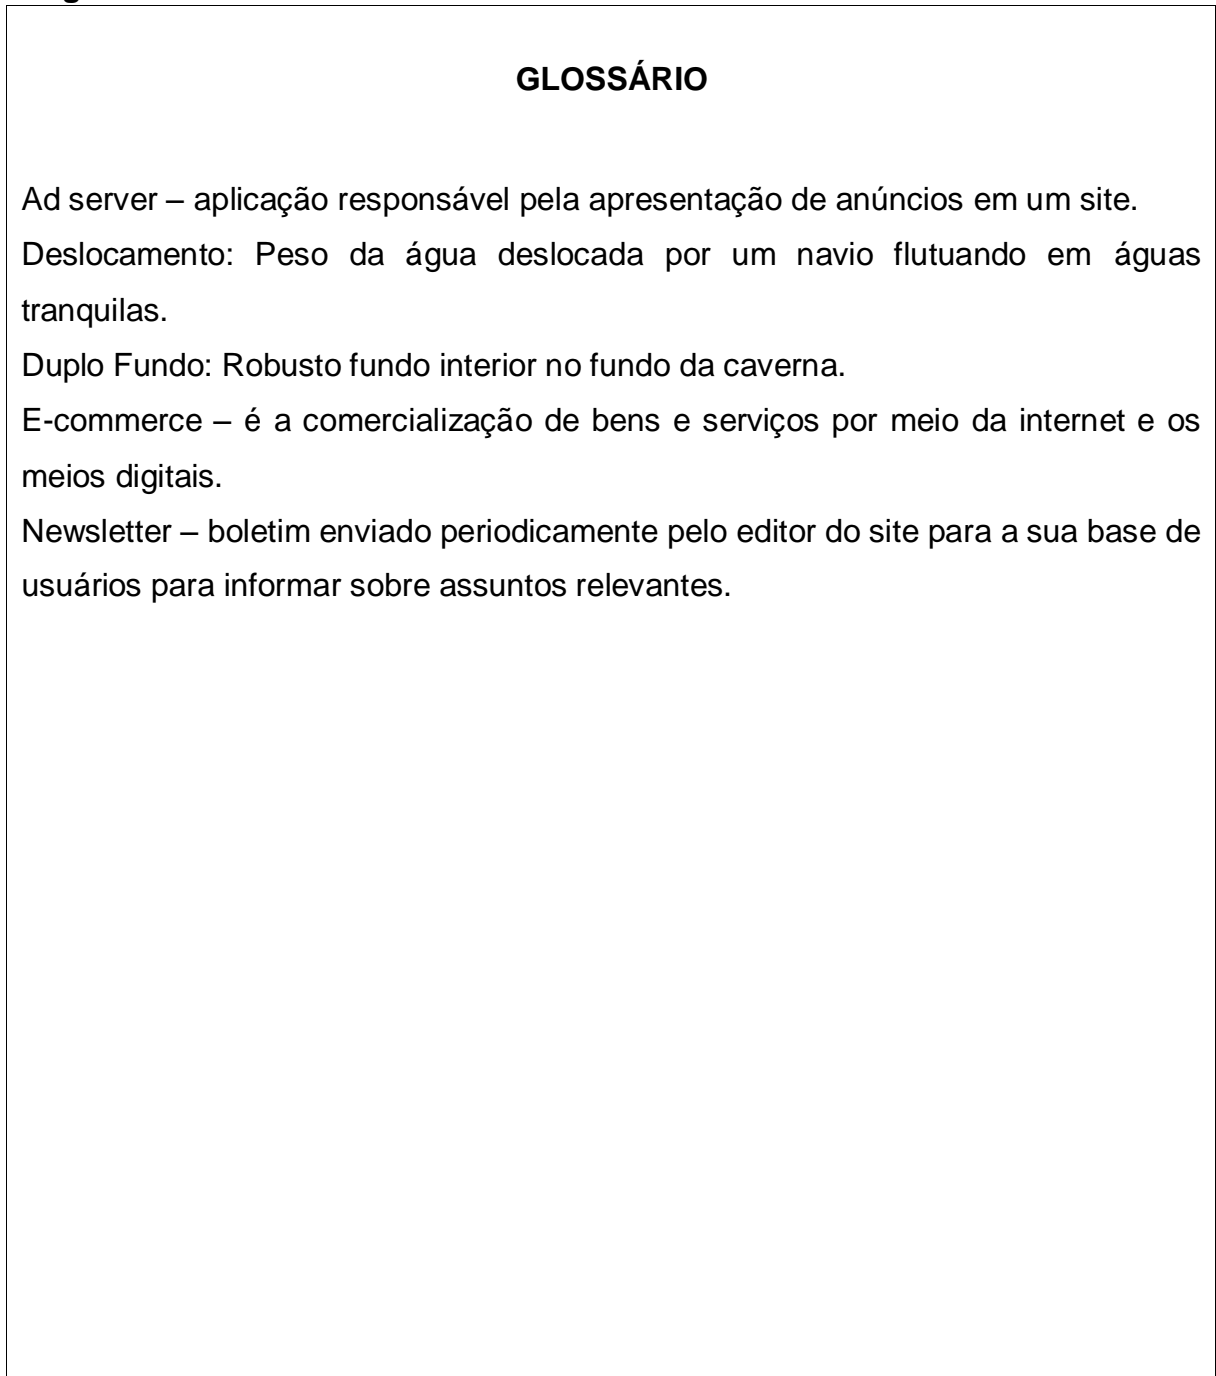 GLOSSÁRIO
Ad server – aplicação responsável pela apresentação de anúncios em um site.
Deslocamento: Peso da água deslocada por um navio flutuando em águas
tranquilas.
Duplo Fundo: Robusto fundo interior no fundo da caverna.
E-commerce – é a comercialização de bens e serviços por meio da internet e os
meios digitais.
Newsletter – boletim enviado periodicamente pelo editor do site para a sua base de
usuários para informar sobre assuntos relevantes.